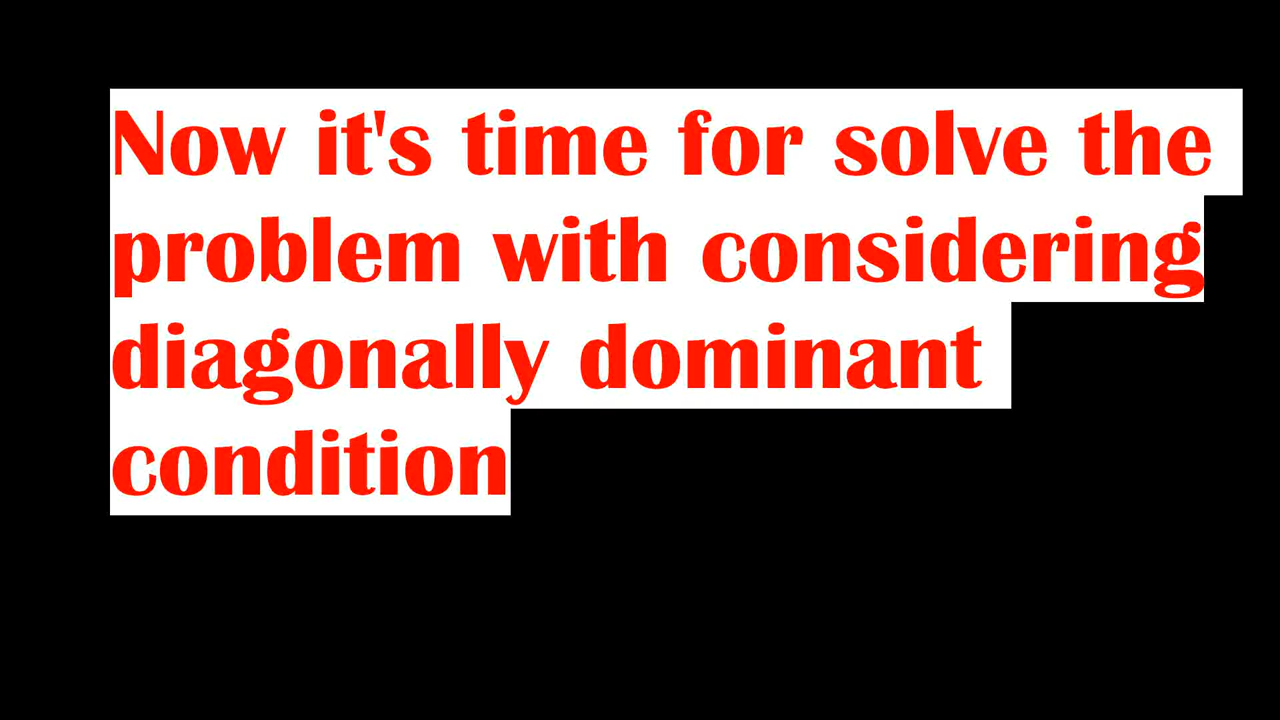 Now it's time for solve the
problem with considering
diagonally dominant
condition